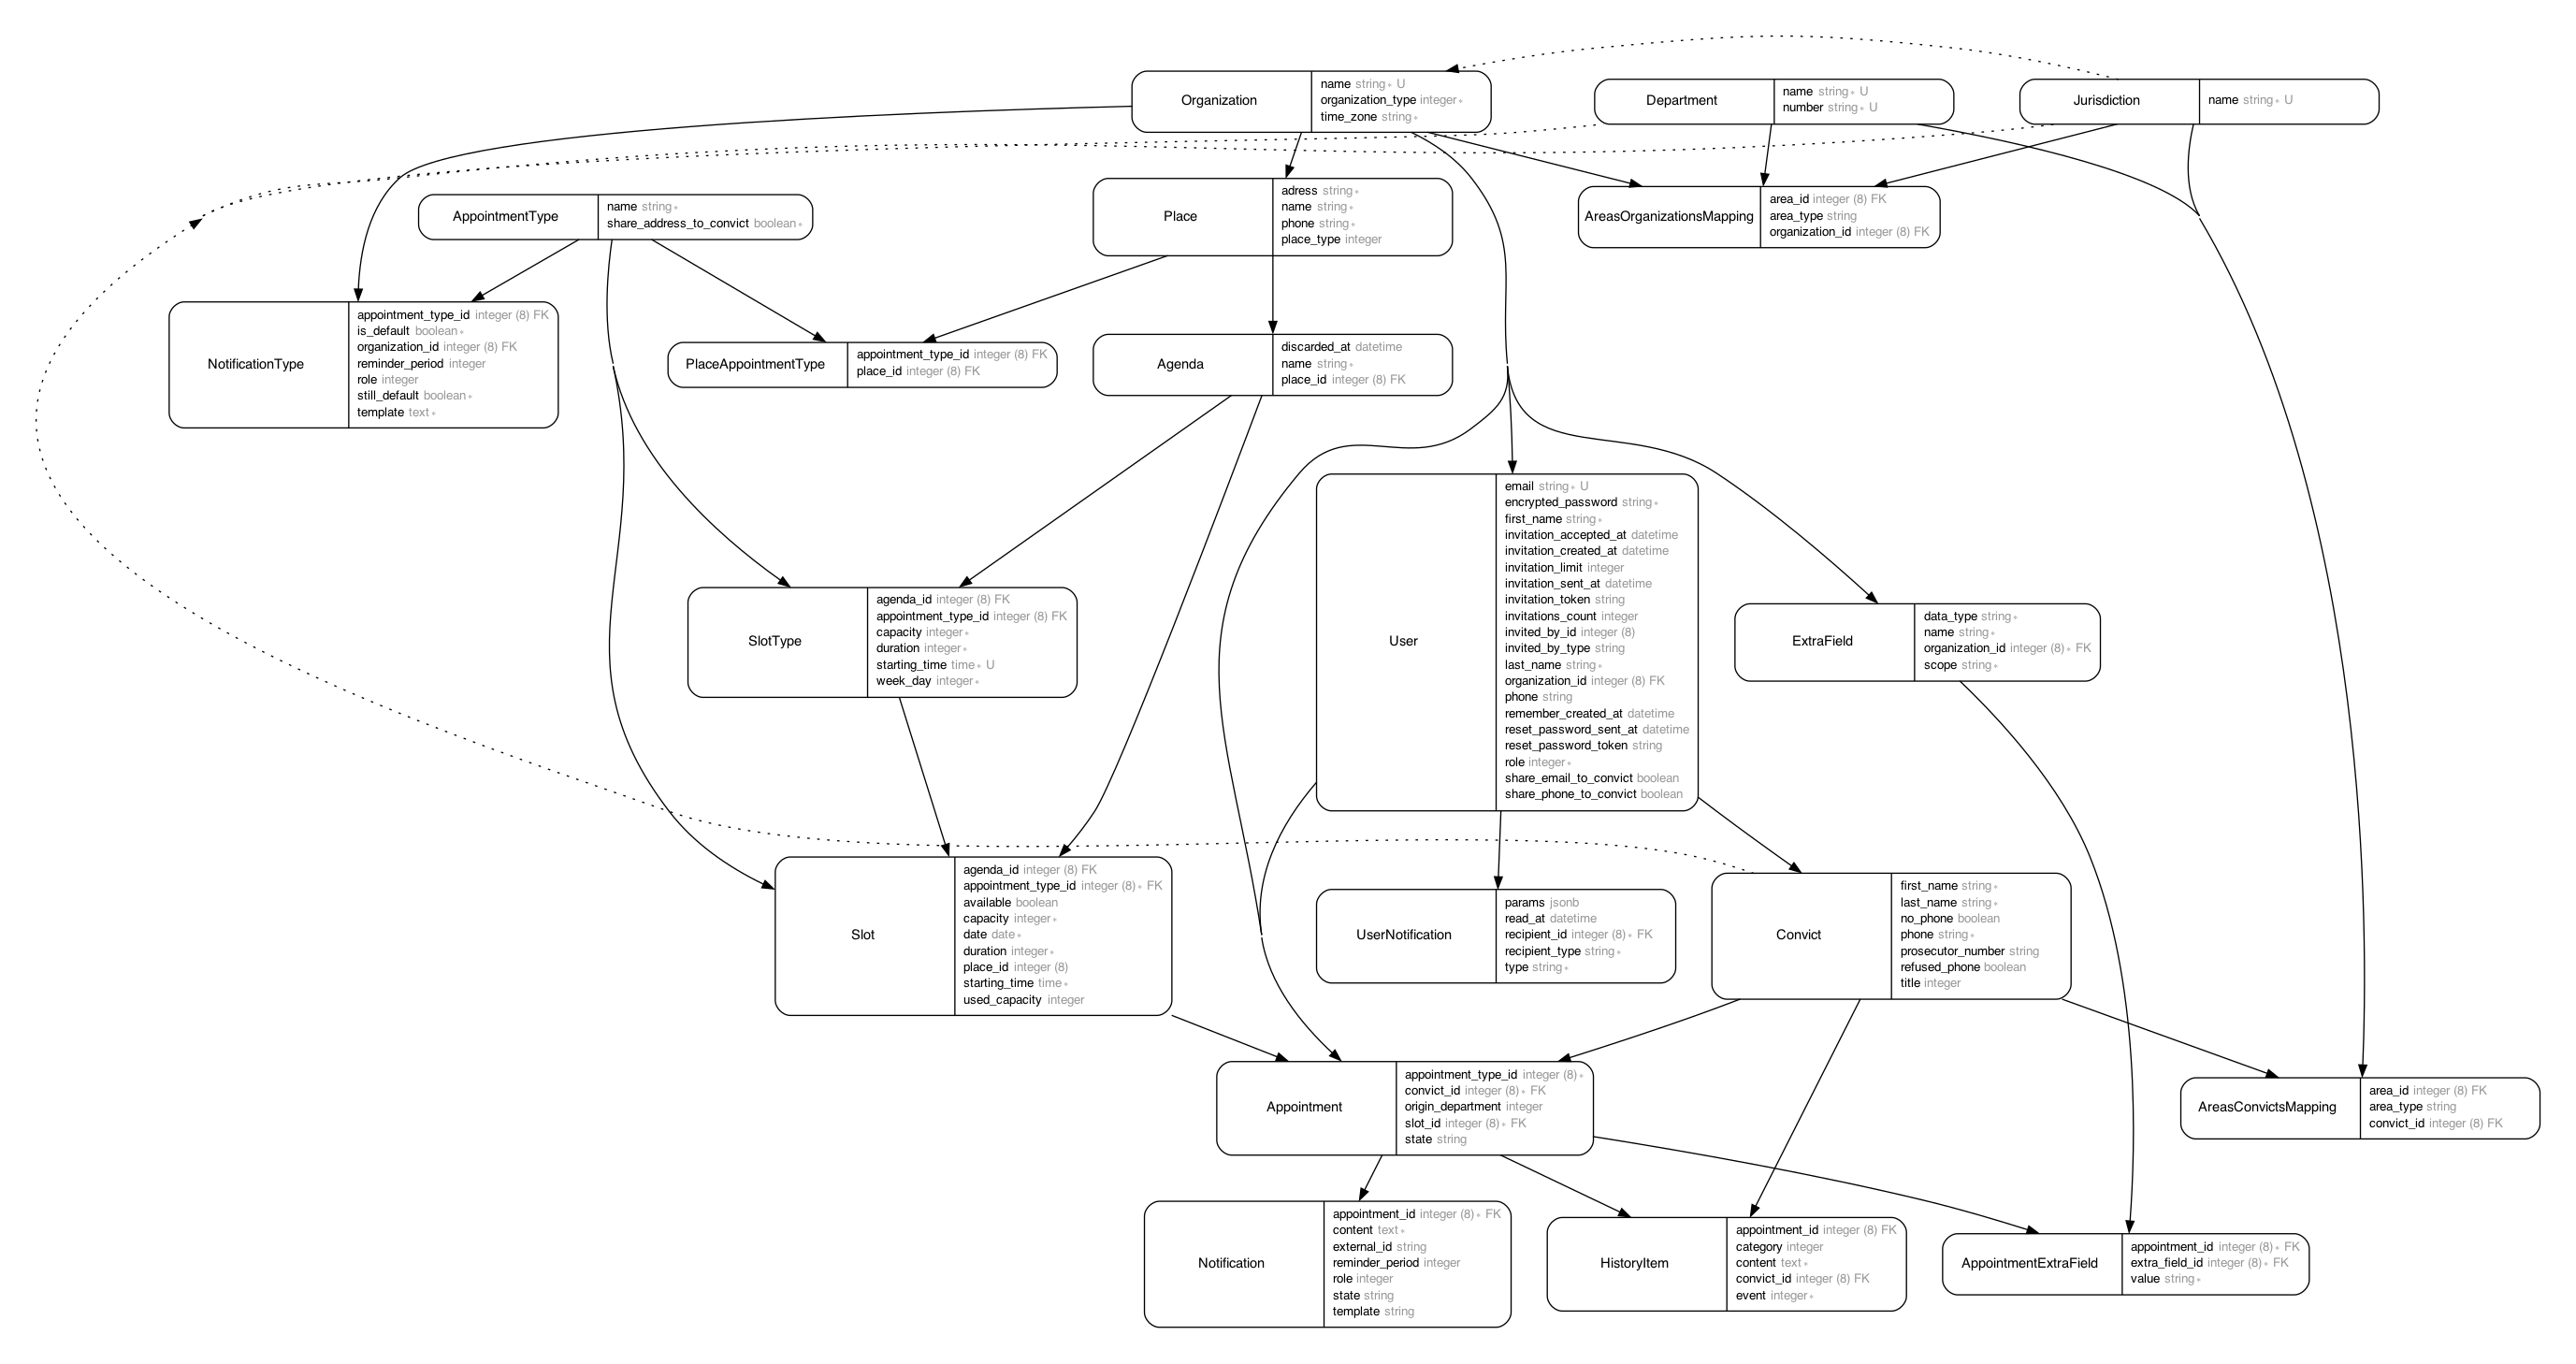 Organization
name string∗ U
organization_type integer∗
time_zone string∗
Department
name string∗ U
number string∗ U
Jurisdiction
name string∗ U
AppointmentType
name string∗
share_address_to_convict boolean∗
Place
adress string∗
name string∗
phone string∗
place_type integer
AreasOrganizationsMapping
area_id integer (8) FK
area_type string
organization_id integer (8) FK
NotificationType
appointment_type_id integer (8) FK
is_default boolean∗
organization_id integer (8) FK
reminder_period integer
role integer
still_default boolean∗
template text∗
PlaceAppointmentType
appointment_type_id integer (8) FK
place_id integer (8) FK
Agenda
discarded_at datetime
name string∗
place_id integer (8) FK
User
email string∗ U
encrypted_password string∗
first_name string∗
invitation_accepted_at datetime
invitation_created_at datetime
invitation_limit integer
invitation_sent_at datetime
invitation_token string
invitations_count integer
invited_by_id integer (8)
invited_by_type string
last_name string∗
organization_id integer (8) FK
phone string
remember_created_at datetime
reset_password_sent_at datetime
reset_password_token string
role integer∗
share_email_to_convict boolean
share_phone_to_convict boolean
SlotType
agenda_id integer (8) FK
appointment_type_id integer (8) FK
capacity integer∗
duration integer∗
starting_time time∗ U
week_day integer∗
ExtraField
data_type string∗
name string∗
organization_id integer (8)∗ FK
scope string∗
Slot
agenda_id integer (8) FK
appointment_type_id integer (8)∗ FK
available boolean
capacity integer∗
date date∗
duration integer∗
place_id integer (8)
starting_time time∗
used_capacity integer
UserNotification
params jsonb
read_at datetime
recipient_id integer (8)∗ FK
recipient_type string∗
type string∗
Convict
first_name string∗
last_name string∗
no_phone boolean
phone string∗
prosecutor_number string
refused_phone boolean
title integer
Appointment
appointment_type_id integer (8)∗
convict_id integer (8)∗ FK
origin_department integer
slot_id integer (8)∗ FK
state string
AreasConvictsMapping
area_id integer (8) FK
area_type string
convict_id integer (8) FK
Notification
appointment_id integer (8)∗ FK
content text∗
external_id string
reminder_period integer
role integer
state string
template string
HistoryItem
appointment_id integer (8) FK
category integer
content text∗
convict_id integer (8) FK
event integer∗
AppointmentExtraField
appointment_id integer (8)∗ FK
extra_field_id integer (8)∗ FK
value string∗